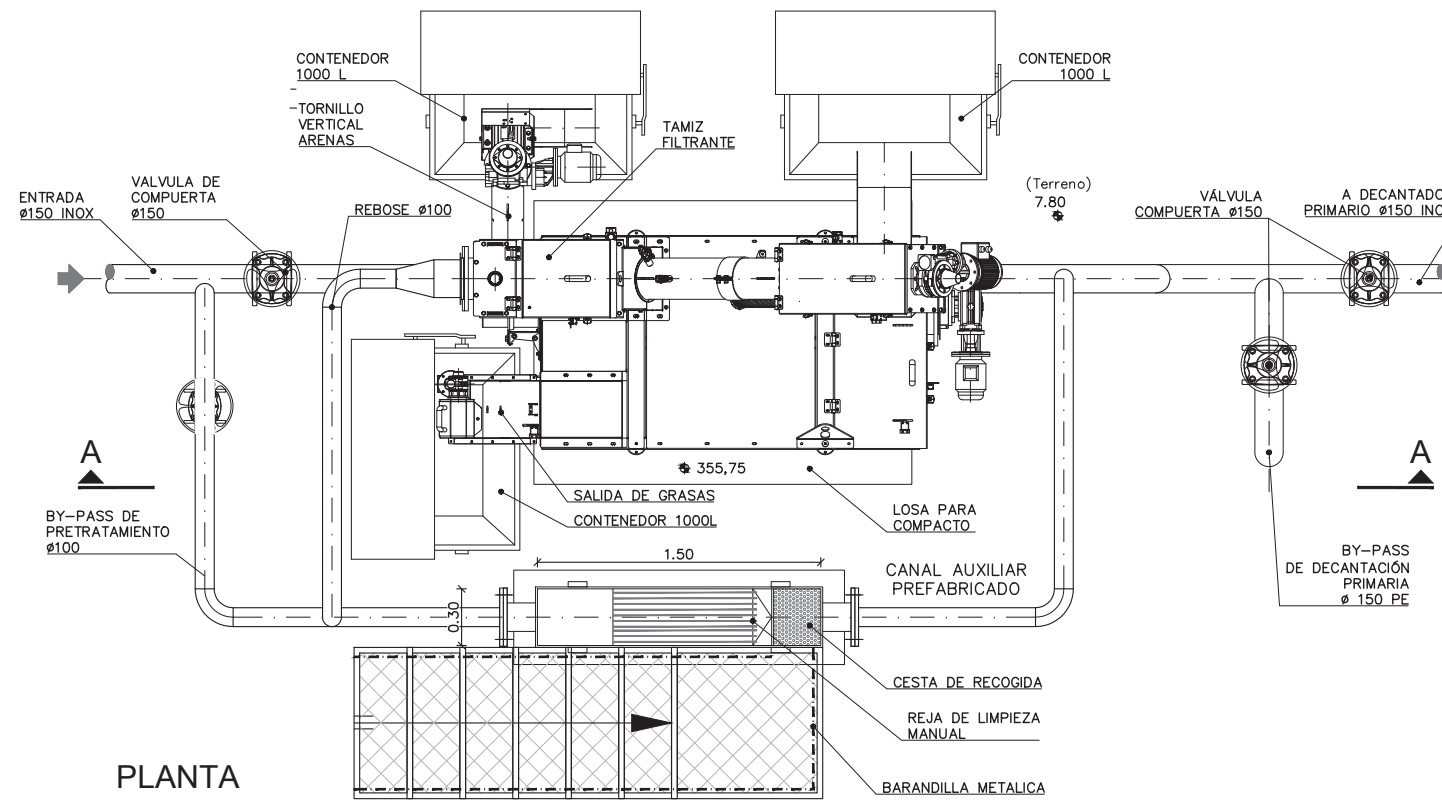 CONTENEDOR
1000 L
-
-TORNILLO
VERTICAL
ARENAS
TAMIZ
FILTRANTE
CONTENEDOR
1000 L
(Terreno)
7.80
ENTRADA
ø150 INOX
VALVULA DE
COMPUERTA
ø150
REBOSE ø100
VÁLVULA
COMPUERTA ø150
A DECANTADO
PRIMARIO ø150 INO
A
A
355,75
SALIDA DE GRASAS
CONTENEDOR 1000L
LOSA PARA
COMPACTO
BY-PASS DE
PRETRATAMIENTO
ø100
1.50
0.30
CANAL AUXILIAR
PREFABRICADO
BY-PASS
DE DECANTACIÓN
PRIMARIA
ø 150 PE
CESTA DE RECOGIDA
REJA DE LIMPIEZA
MANUAL
BARANDILLA METALICA
PLANTA